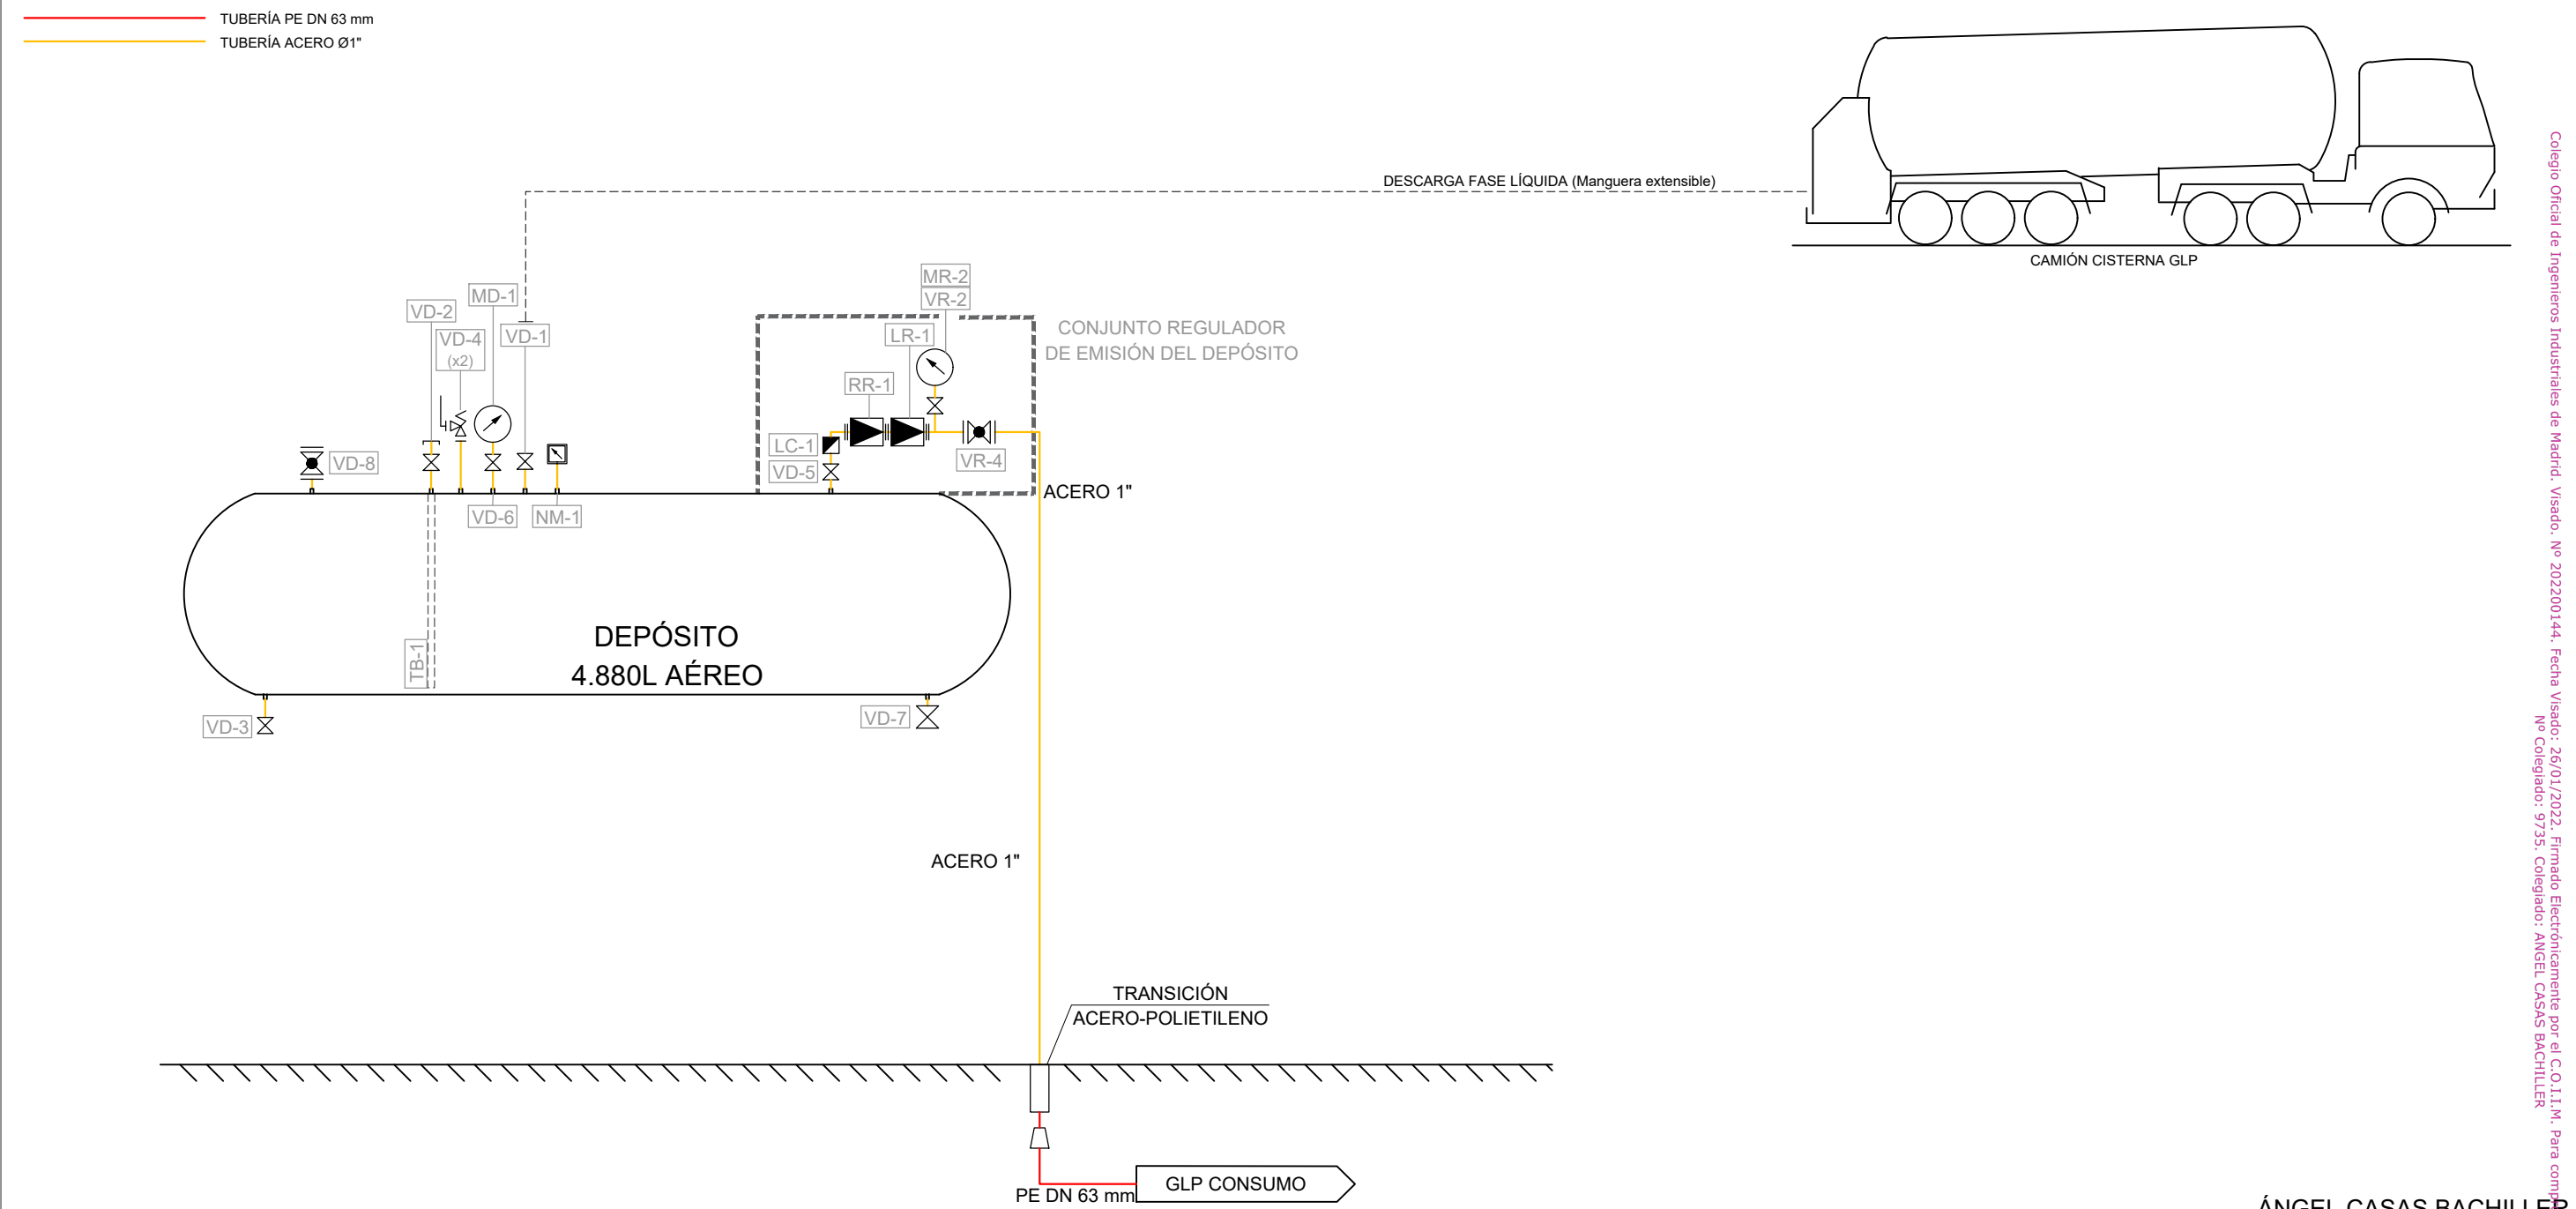 TUBERÍA PE DN 63 mm
TUBERÍA ACERO Ø1"
DESCARGA FASE LÍQUIDA (Manguera extensible)
CAMIÓN CISTERNA GLP
MR-2
VR-2
MD-1
VD-2
VD-4
(x2)
VD-1
LR-1
CONJUNTO REGULADOR
DE EMISIÓN DEL DEPÓSITO
RR-1
LC-1
VD-5
VR-4
VD-8
ACERO 1"
VD-6
NM-1
TB-1
DEPÓSITO
4.880L AÉREO
VD-3
VD-7
ACERO 1"
TRANSICIÓN
ACERO-POLIETILENO
GLP CONSUMO
PE DN 63 mm
Colegio Oficial de Ingenieros Industriales de Madrid. Visado. Nº 202200144. Fecha Visado: 26/01/2022. Firmado Electrónicamente por el C.O.I.I.M. Para
Nº Colegiado: 9735. Colegiado: ANGEL CASAS BACHILLER
ÁNGEL CASAS BACHILLER